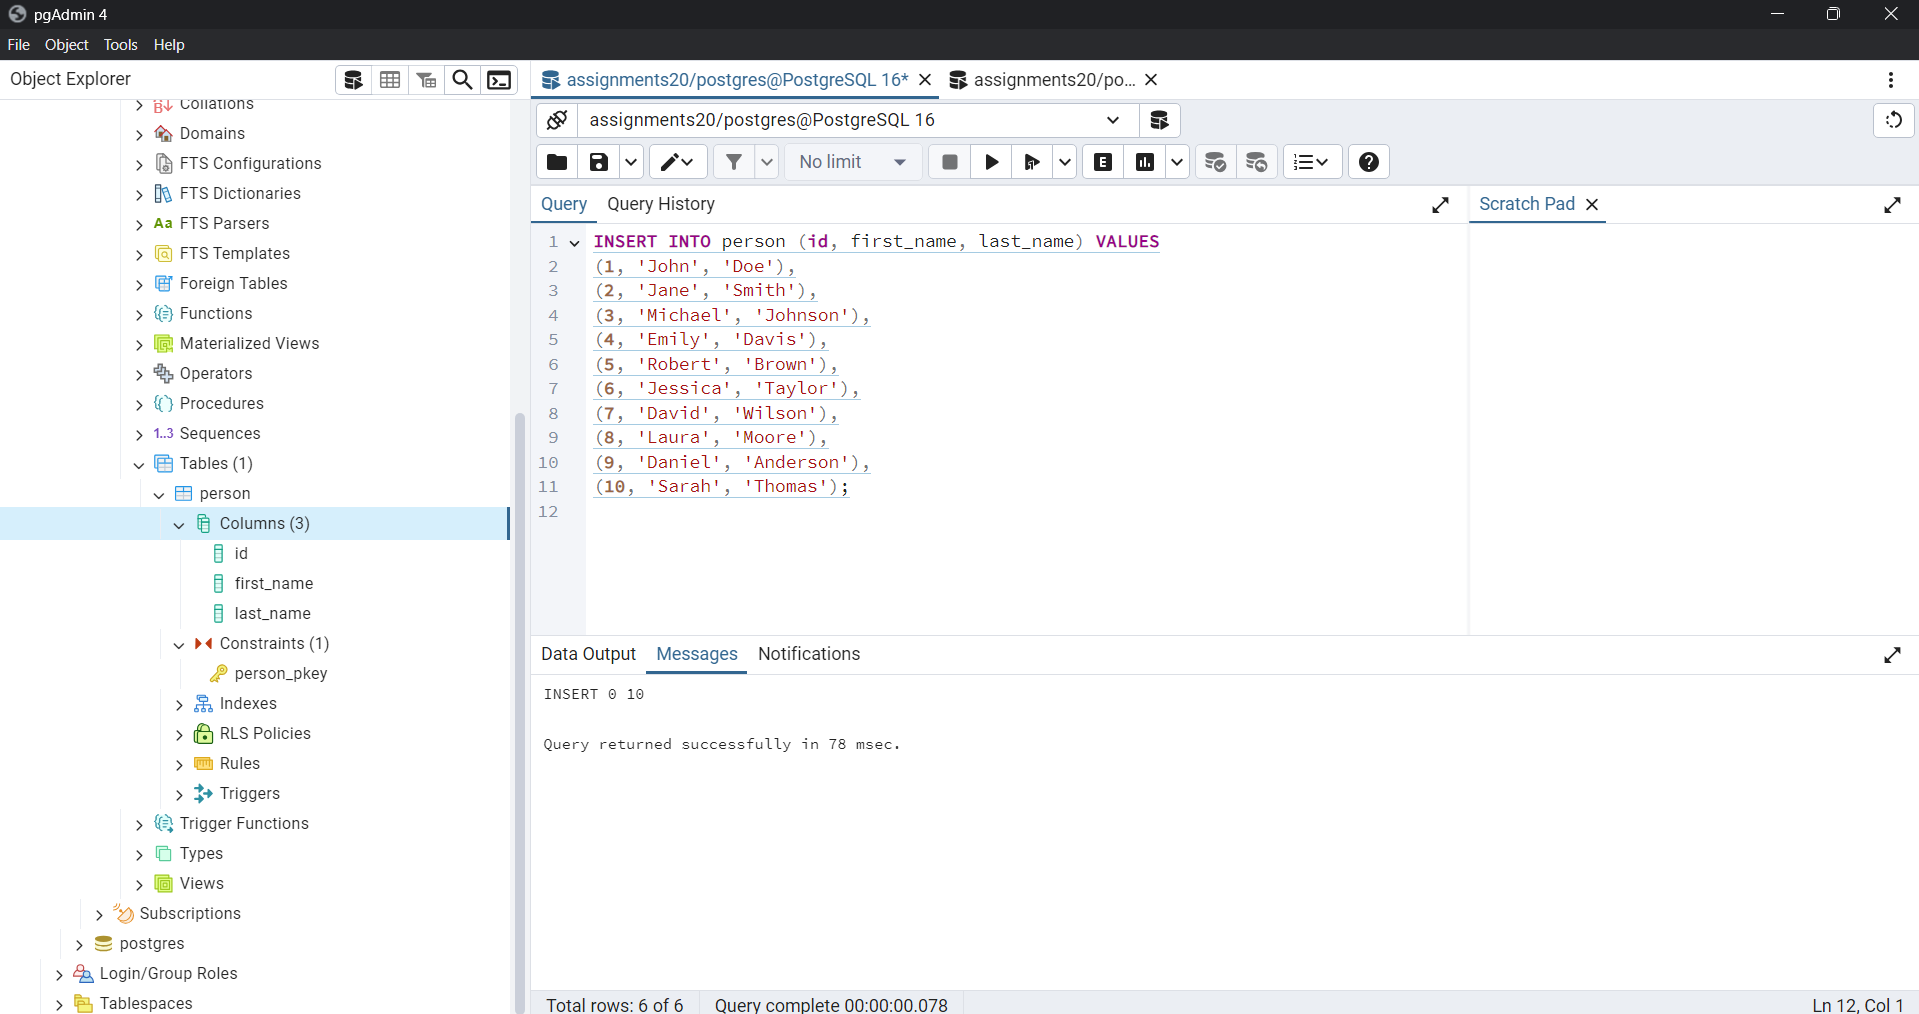 pgAdmin 4
File Object Tools Help
Object Explorer
assignments20/postgres@PostgreSQL 16*
assignments20/po...
Collations
Domains
FTS Configurations
FTS Dictionaries
Aa FTS Parsers
FTS Templates
Foreign Tables
Functions
Materialized Views
Operators
Procedures
1..3 Sequences
Tables (1)
person
Columns (3)
id
first_name
last_name
Constraints (1)
person_pkey
Indexes
RLS Policies
Rules
Triggers
Trigger Functions
Types
Views
Subscriptions
postgres
Login/Group Roles
Tablespaces
assignments20/postgres@PostgreSQL 16
No limit
E
Query Query History
Scratch Pad
1 INSERT INTO person (id, first_name, last_name) VALUES
2 (1, 'John', 'Doe'),
3 (2, 'Jane', 'Smith'),
4 (3, 'Michael', 'Johnson'),
5 (4, 'Emily', 'Davis'),
6 (5, 'Robert', 'Brown'),
7 (6, 'Jessica', 'Taylor'),
8 (7, 'David', 'Wilson'),
9 (8, 'Laura', 'Moore'),
10 (9, 'Daniel', 'Anderson'),
11 (10, 'Sarah', 'Thomas');
12
Data Output Messages Notifications
INSERT 0 10
Query returned successfully in 78 msec.
Total rows: 6 of 6 Query complete 00:00:00.078 Ln 12, Col 1